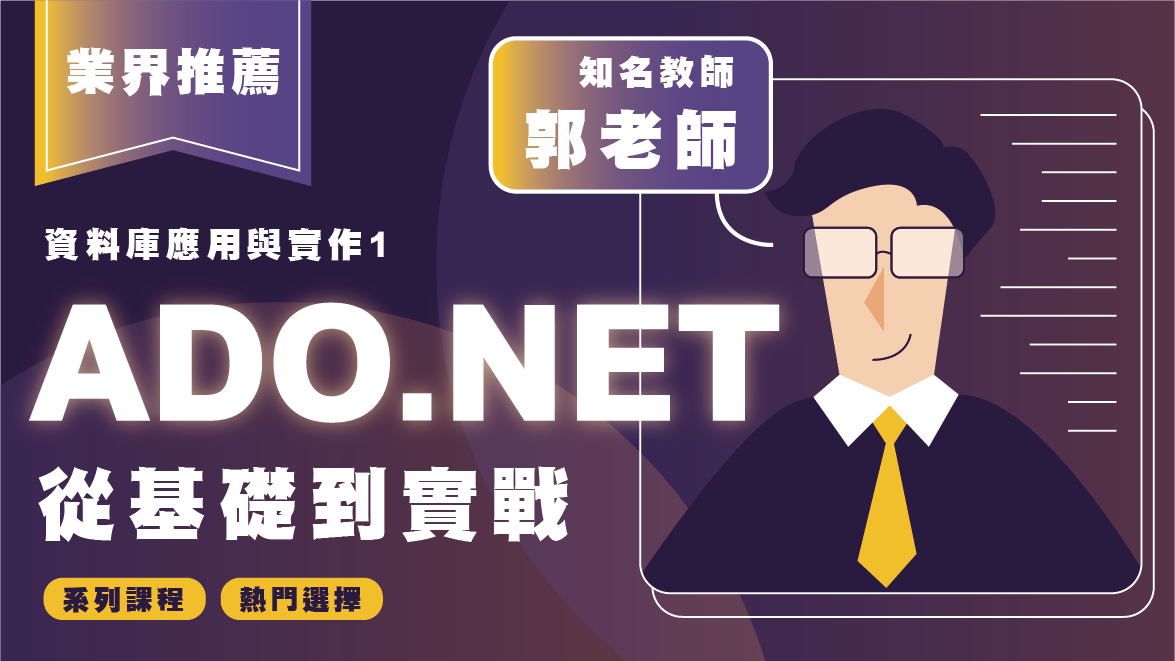 業界推薦
知名教師
郭老師
資料庫應用與實作1
ADO.NET
從基礎到實戰
系列課程
熱門選擇